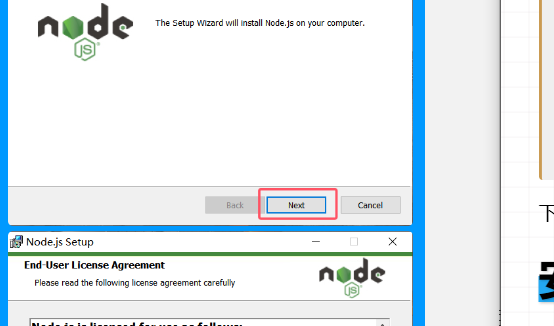 node
JS
The Setup Wizard will install Node.js on your computer.
Back
Next
Cancel
Node.js Setup
End-User License Agreement
Please read the following license agreement carefully
node
JS
Node.js is licensed for use as follows:
下